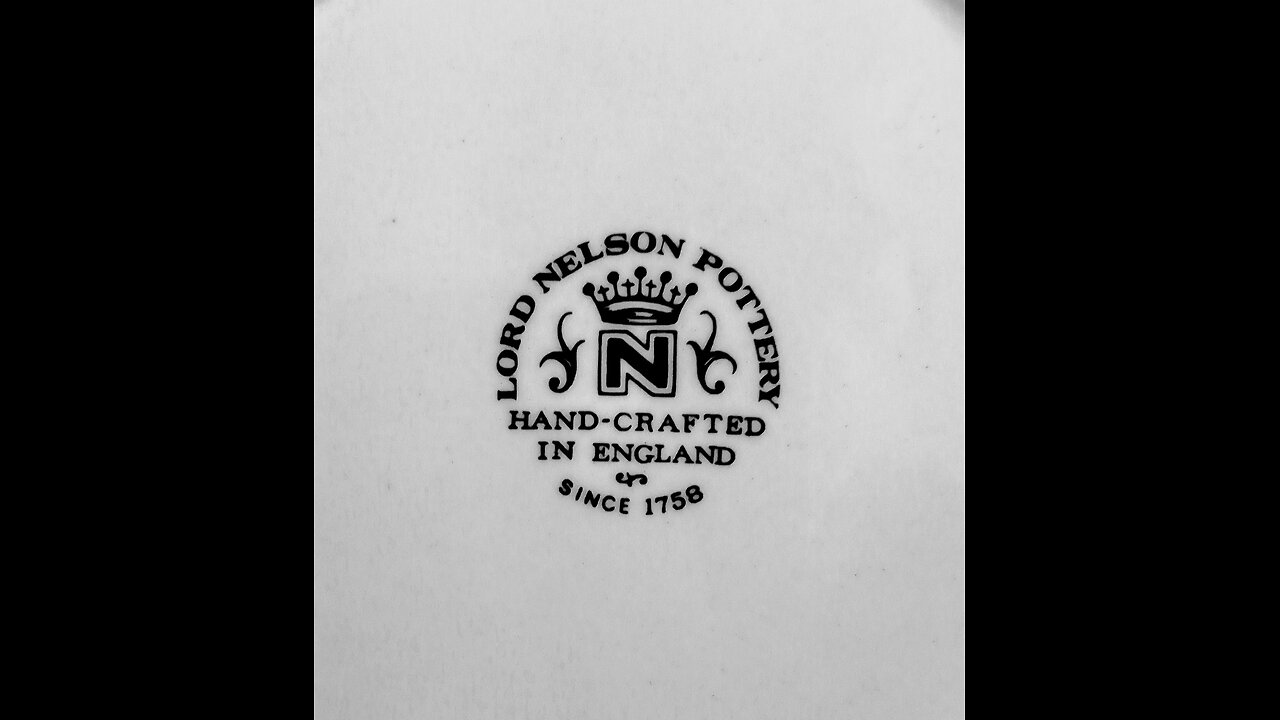 LORD NELSON POTTERY
N
HAND-CRAFTED
IN ENGLAND
SINCE 1758